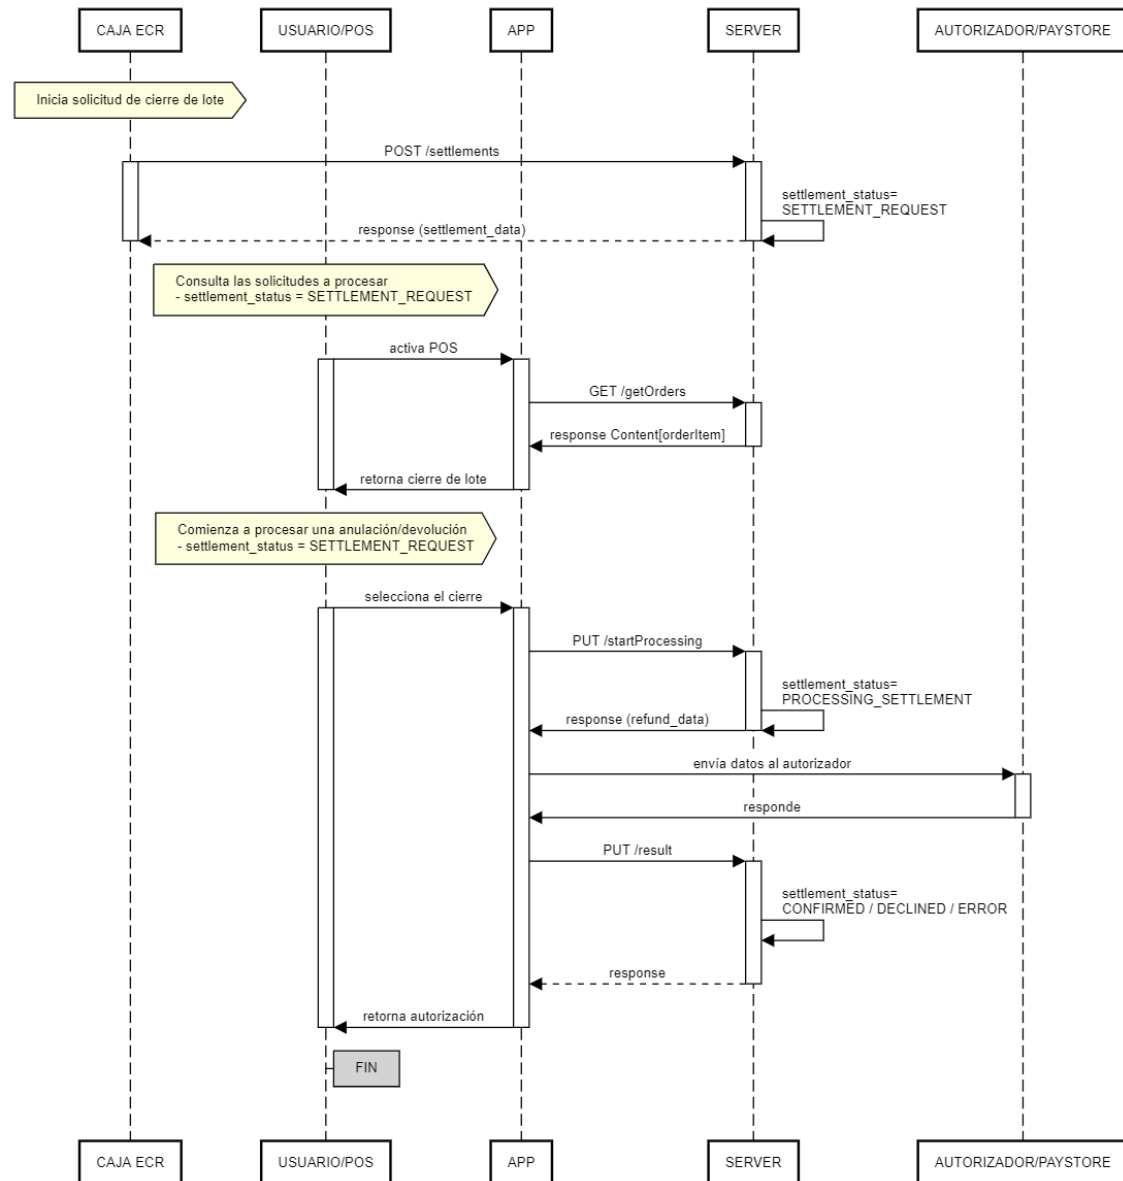 CAJA ECR
USUARIO/POS
APP
SERVER
AUTORIZADOR/PAYSTORE
Inicia solicitud de cierre de lote
POST /settlements
settlement_status=
SETTLEMENT_REQUEST
response (settlement_data)
Consulta las solicitudes a procesar
- settlement_status = SETTLEMENT_REQUEST
activa POS
GET /getOrders
response Content[orderItem]
retorna cierre de lote
Comienza a procesar una anulación/devolución
- settlement_status = SETTLEMENT_REQUEST
selecciona el cierre
PUT /startProcessing
settlement_status=
PROCESSING_SETTLEMENT
response (refund_data)
envía datos al autorizador
responde
PUT /result
settlement_status=
CONFIRMED / DECLINED / ERROR
response
retorna autorización
FIN
CAJA ECR
USUARIO/POS
APP
SERVER
AUTORIZADOR/PAYSTORE